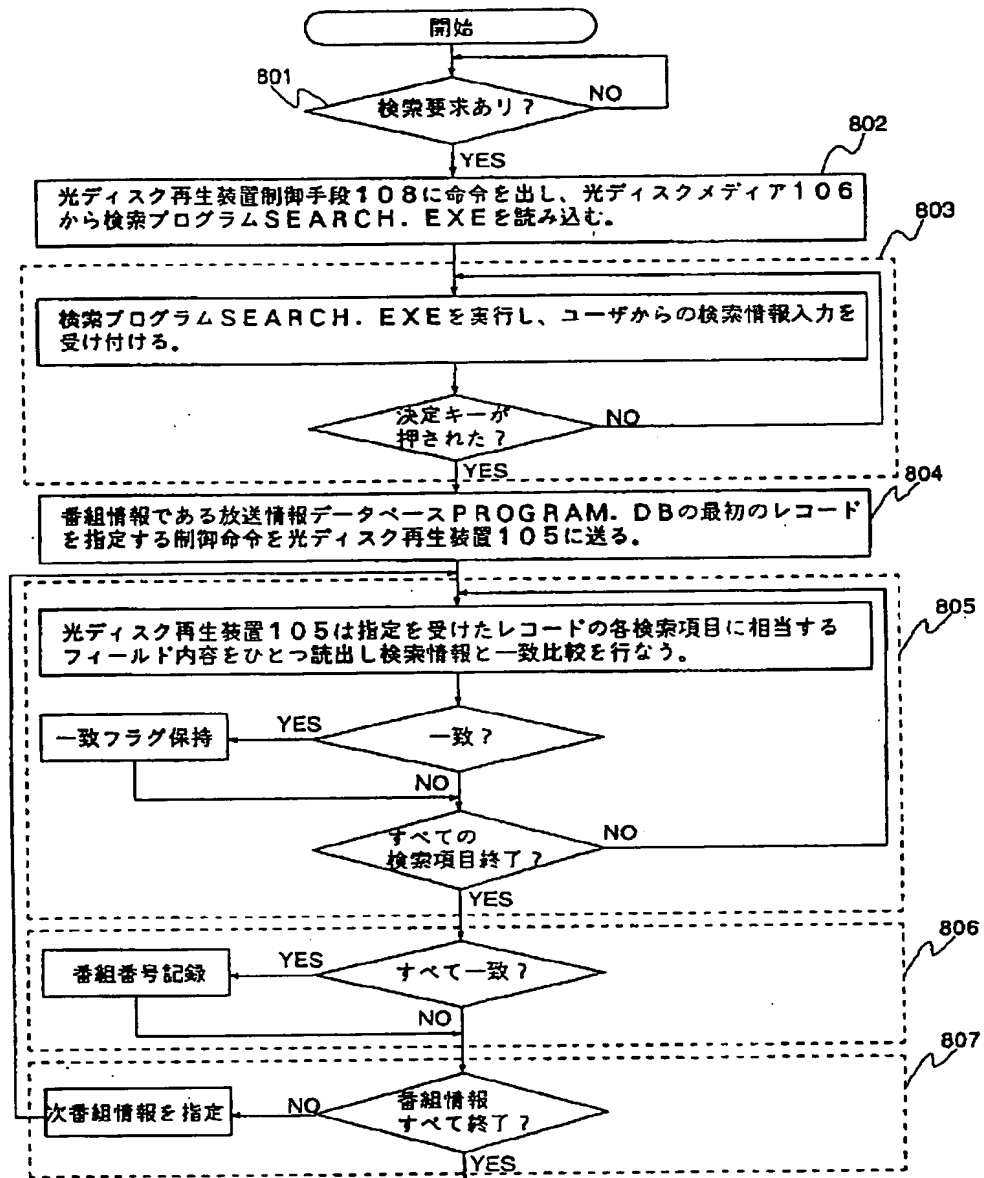 開始
801
検索要求あり？
NO
YES
802
光ディスク再生装置制御手段１０８に命令を出し、光ディスクメディア１０６
から検索プログラムＳＥＡＲＣＨ．ＥＸＥを読み込む。
803
検索プログラムＳＥＡＲＣＨ．ＥＸＥを実行し、ユーザからの検索情報入力を
受け付ける。
決定キーが
押された？
NO
YES
804
番組情報である放送情報データベースＰＲＯＧＲＡＭ．ＤＢの最初のレコード
を指定する制御命令を光ディスク再生装置１０５に送る。
805
光ディスク再生装置１０５は指定を受けたレコードの各検索項目に相当する
フィールド内容をひとつ読出し検索情報と一致比較を行なう。
一致フラグ保持
YES
一致？
NO
すべての
検索項目終了？
NO
YES
806
番組番号記録
YES
すべて一致？
NO
807
次番組情報を指定
NO
番組情報
すべて終了？
YES